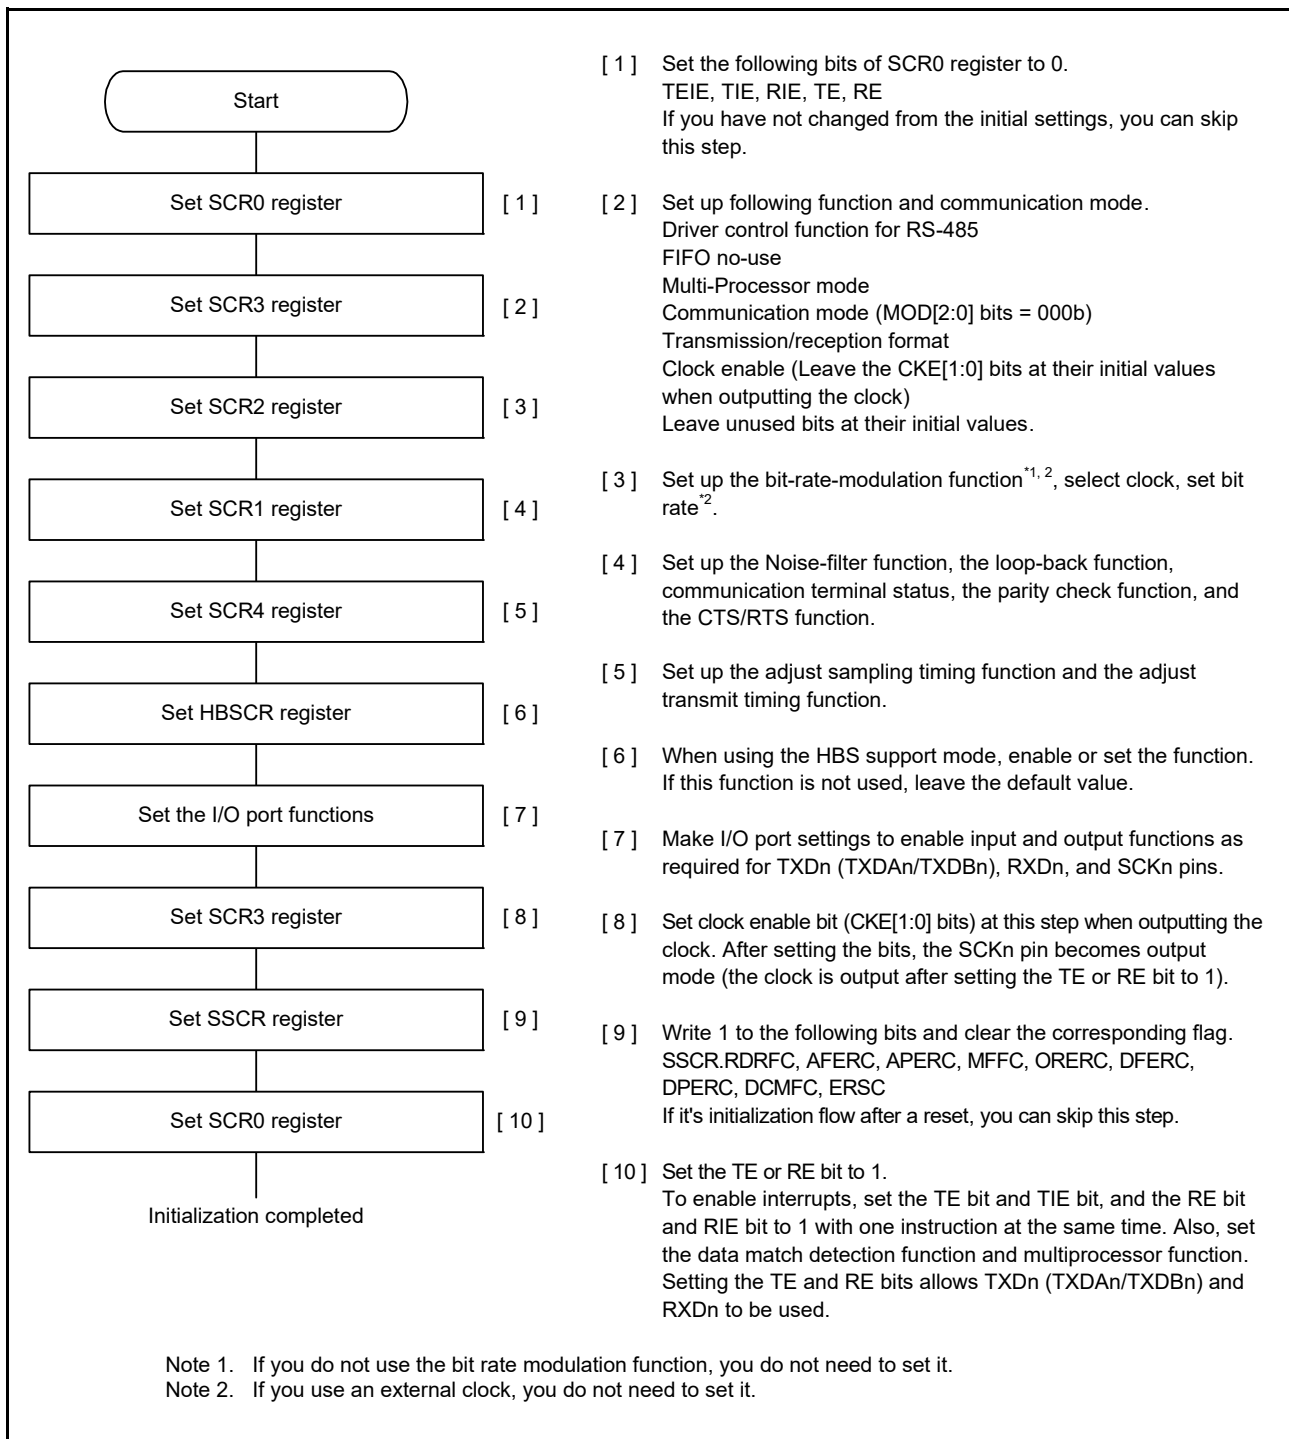 Start
Set SCR0 register [ 1 ]
Set SCR3 register [ 2 ]
Set SCR2 register [ 3 ]
Set SCR1 register [ 4 ]
Set SCR4 register [ 5 ]
Set HBSCR register [ 6 ]
Set the I/O port functions [ 7 ]
Set SCR3 register [ 8 ]
Set SSCR register [ 9 ]
Set SCR0 register [ 10 ]
Initialization completed
[ 1 ] Set the following bits of SCR0 register to 0.
TEIE, TIE, RIE, TE, RE
If you have not changed from the initial settings, you can skip
this step.
[ 2 ] Set up following function and communication mode.
Driver control function for RS-485
FIFO no-use
Multi-Processor mode
Communication mode (MOD[2:0] bits = 000b)
Transmission/reception format
Clock enable (Leave the CKE[1:0] bits at their initial values
when outputting the clock)
Leave unused bits at their initial values.
[ 3 ] Set up the bit-rate-modulation function*1, 2, select clock, set bit
rate*2.
[ 4 ] Set up the Noise-filter function, the loop-back function,
communication terminal status, the parity check function, and
the CTS/RTS function.
[ 5 ] Set up the adjust sampling timing function and the adjust
transmit timing function.
[ 6 ] When using the HBS support mode, enable or set the function.
If this function is not used, leave the default value.
[ 7 ] Make I/O port settings to enable input and output functions as
required for TXDn (TXDAn/TXDBn), RXDn, and SCKn pins.
[ 8 ] Set clock enable bit (CKE[1:0] bits) at this step when outputting the
clock. After setting the bits, the SCKn pin becomes output
mode (the clock is output after setting the TE or RE bit to 1).
[ 9 ] Write 1 to the following bits and clear the corresponding flag.
SSCR.RDRFC, AFERC, APERC, MFFC, ORERC, DFERC,
DPERC, DCMFC, ERSC
If it's initialization flow after a reset, you can skip this step.
[ 10 ] Set the TE or RE bit to 1.
To enable interrupts, set the TE bit and TIE bit, and the RE bit
and RIE bit to 1 with one instruction at the same time. Also, set
the data match detection function and multiprocessor function.
Setting the TE and RE bits allows TXDn (TXDAn/TXDBn) and
RXDn to be used.
Note 1. If you do not use the bit rate modulation function, you do not need to set it.
Note 2. If you use an external clock, you do not need to set it.